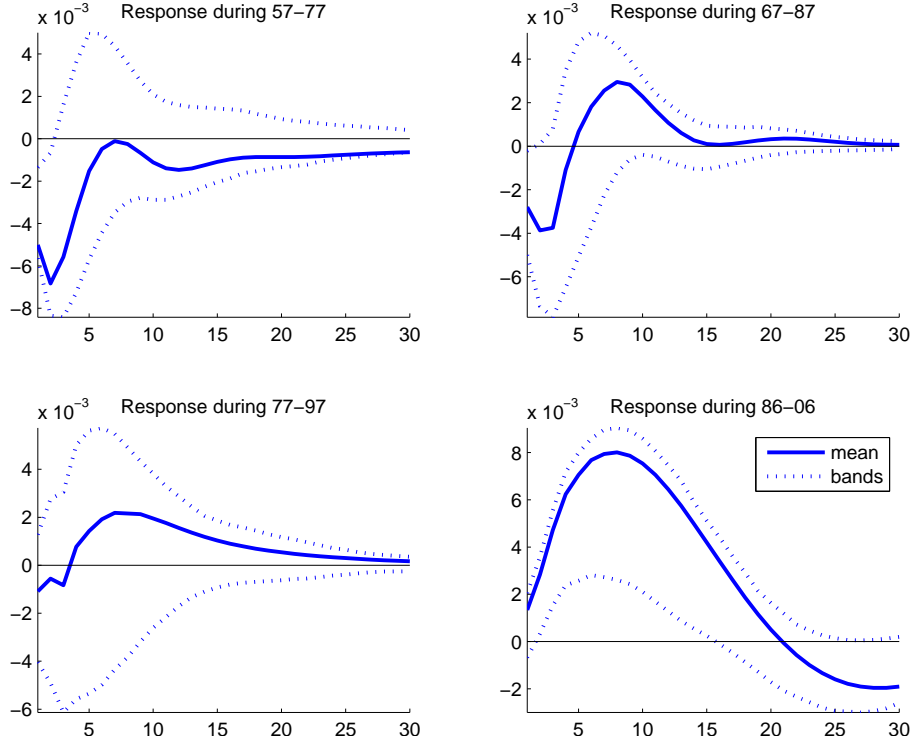 x 10⁻³
Response during 57−77
4
2
0
−2
−4
−6
−8
5 10 15 20 25 30
x 10⁻³
Response during 67−87
4
2
0
−2
−4
−6
5 10 15 20 25 30
x 10⁻³
Response during 77−97
4
2
0
−2
−4
−6
5 10 15 20 25 30
x 10⁻³
Response during 86−06
8
6
4
2
0
−2
5 10 15 20 25 30
mean
bands